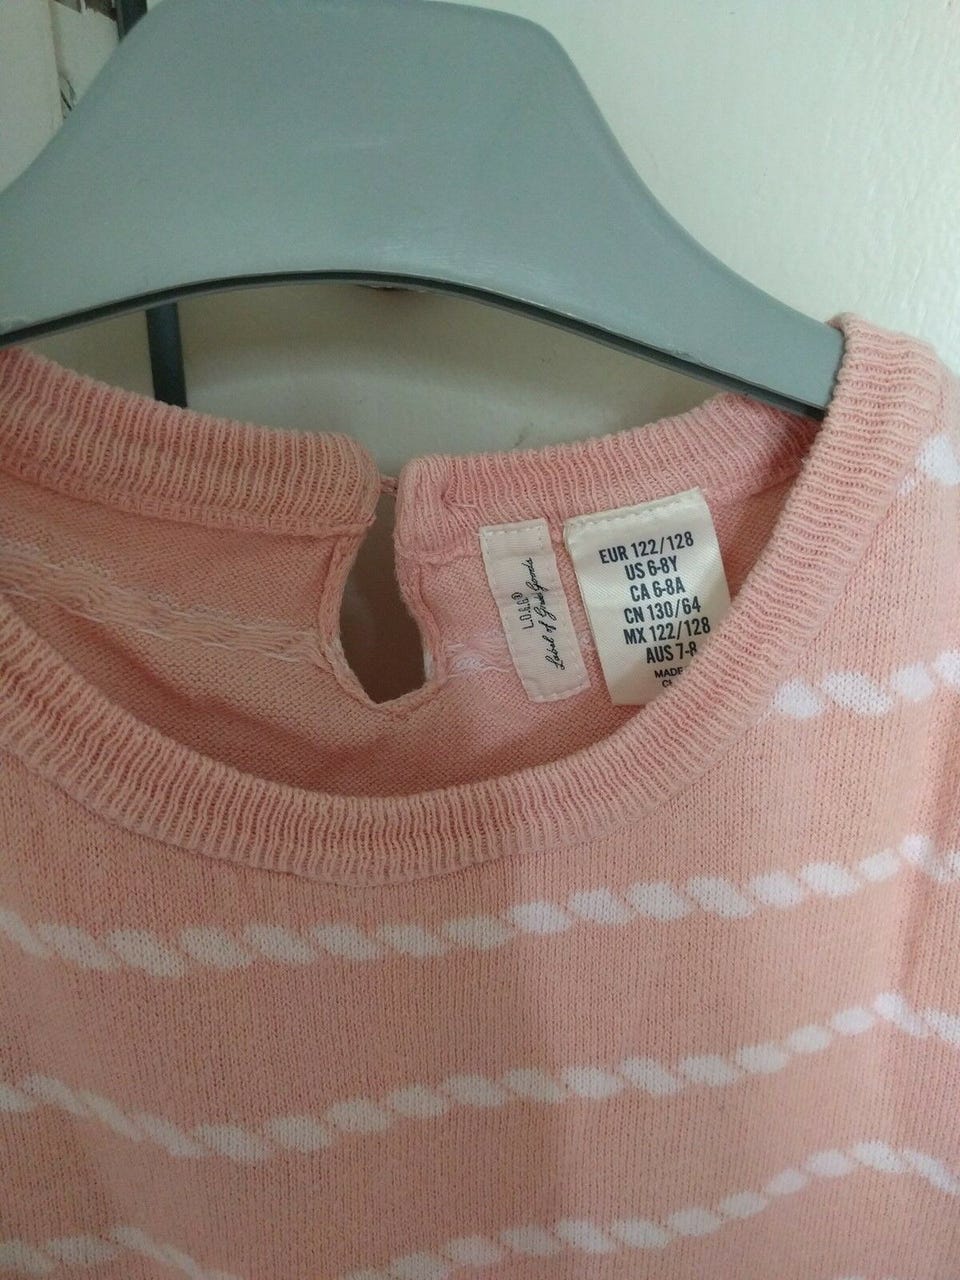 L.O.G.G
Label of Graded Goods
EUR 122/128
US 6-8Y
CA 6-8A
CN 130/64
MX 122/128
AUS 7-8
MADE